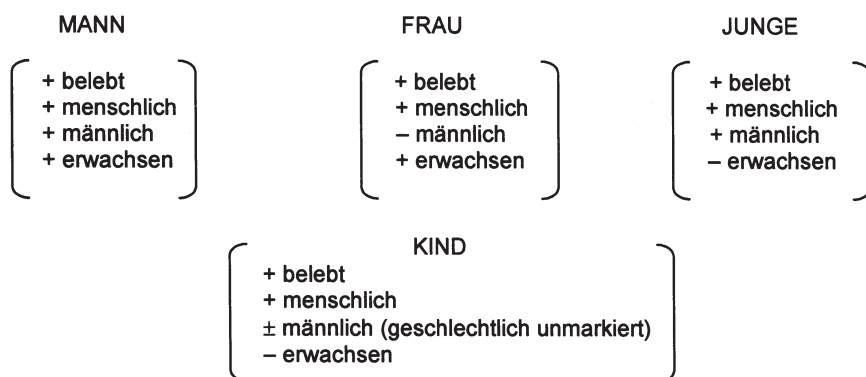 MANN FRAU JUNGE
+ belebt + belebt + belebt
+ menschlich + menschlich + menschlich
+ männlich – männlich + männlich
+ erwachsen + erwachsen – erwachsen
KIND
+ belebt
+ menschlich
± männlich (geschlechtlich unmarkiert)
– erwachsen